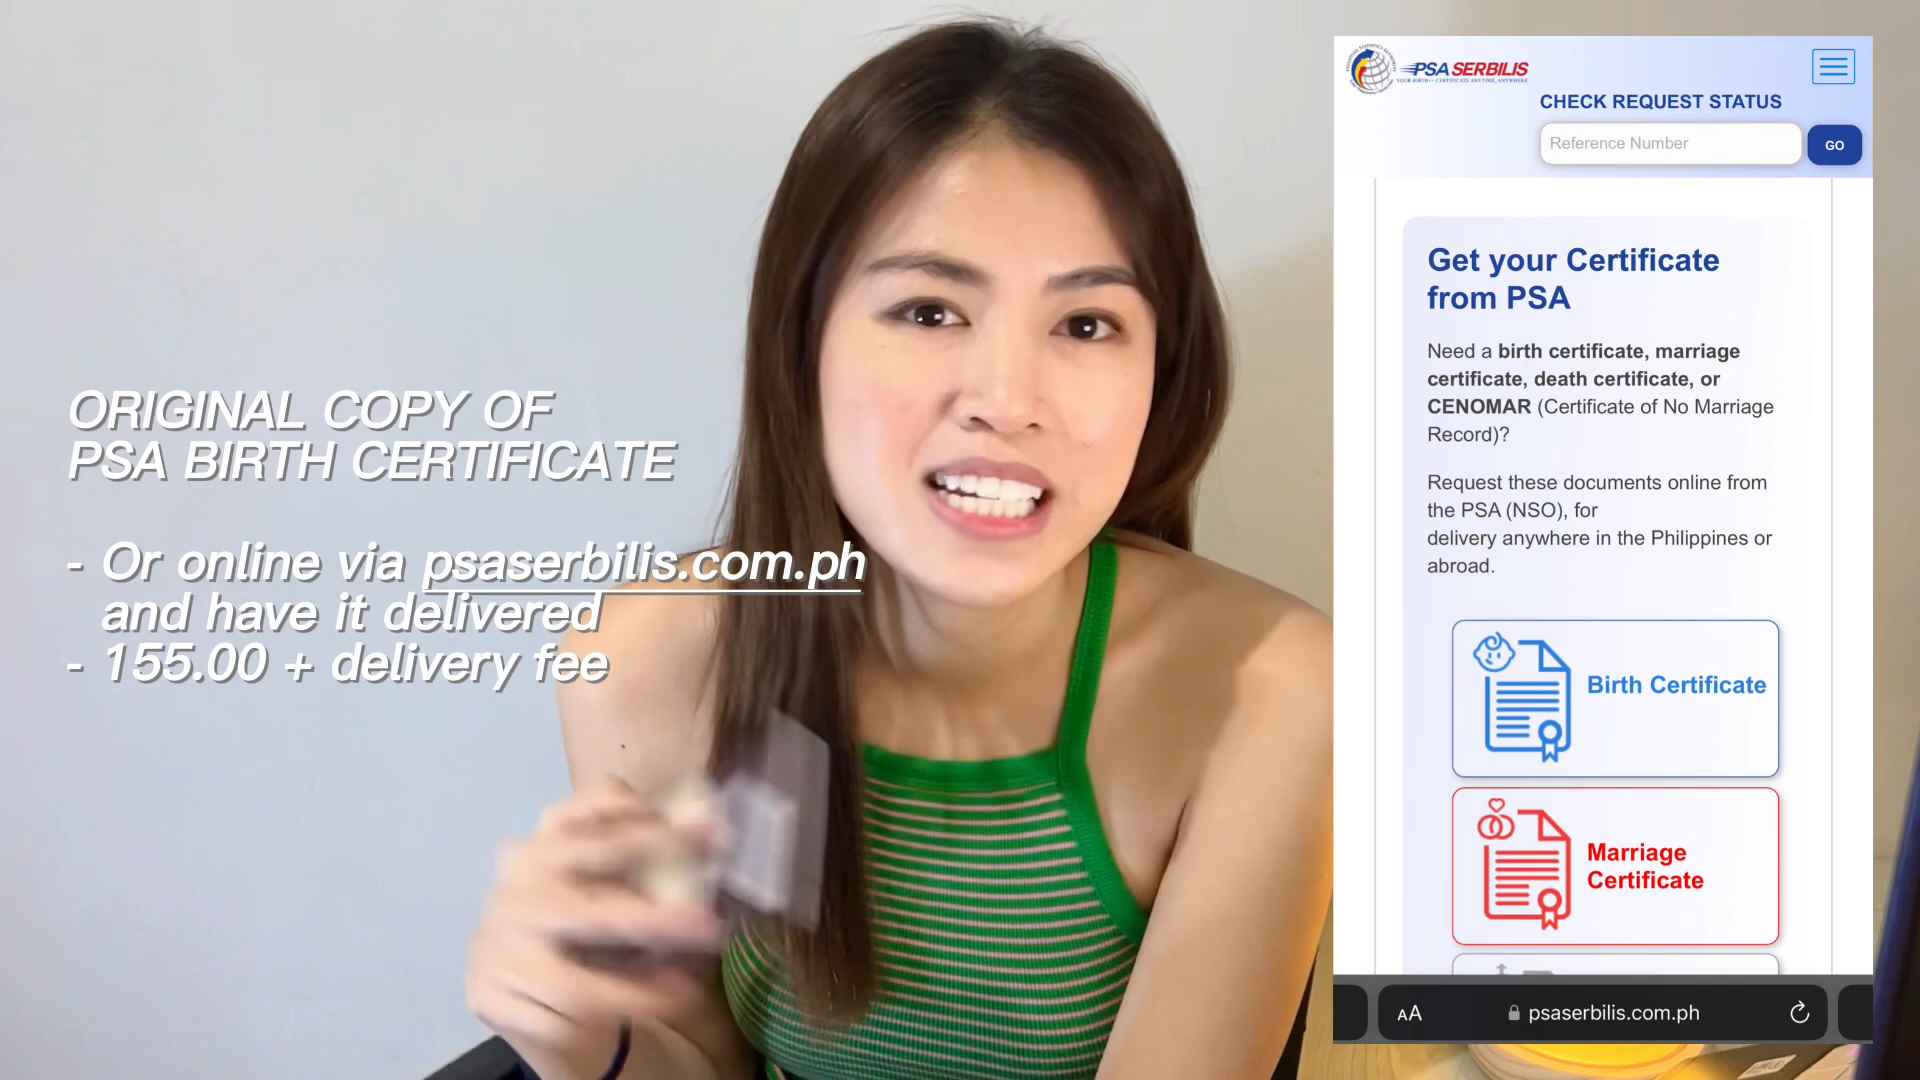 ORIGINAL COPY OF
PSA BIRTH CERTIFICATE
- Or online via psaserbilis.com.ph
and have it delivered
- 155.00 + delivery fee
PSA SERBILIS
CHECK REQUEST STATUS
Reference Number
GO
Get your Certificate
from PSA
Need a birth certificate, marriage
certificate, death certificate, or
CENOMAR (Certificate of No Marriage
Record)?
Request these documents online from
the PSA (NSO), for
delivery anywhere in the Philippines or
abroad.
Birth Certificate
Marriage
Certificate
AA
psaserbilis.com.ph